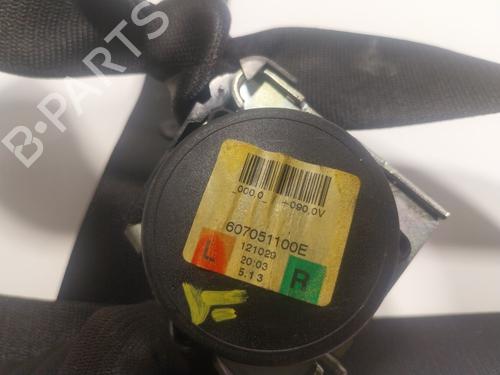 B-PARTS
_000,0_ +090,0V
607051100E
121029
L
20:03
R
5.13